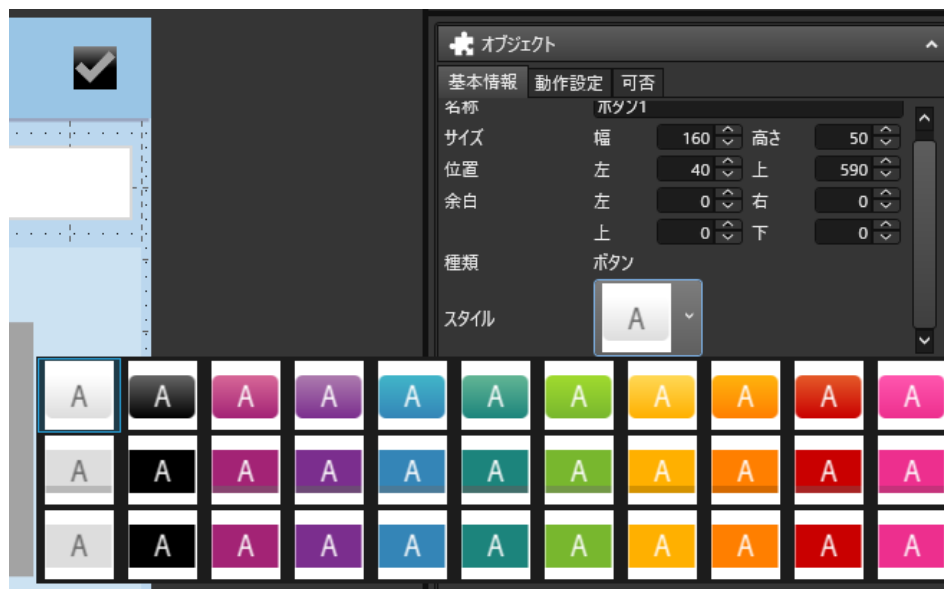 オブジェクト
基本情報 動作設定 可否
名称 ボタン1
サイズ 幅 160 高さ 50
位置 左 40 上 590
余白 左 0 右 0
上 0 下 0
種類 ボタン
スタイル A
A A A A A A A A A A A
A A A A A A A A A A A
A A A A A A A A A A A